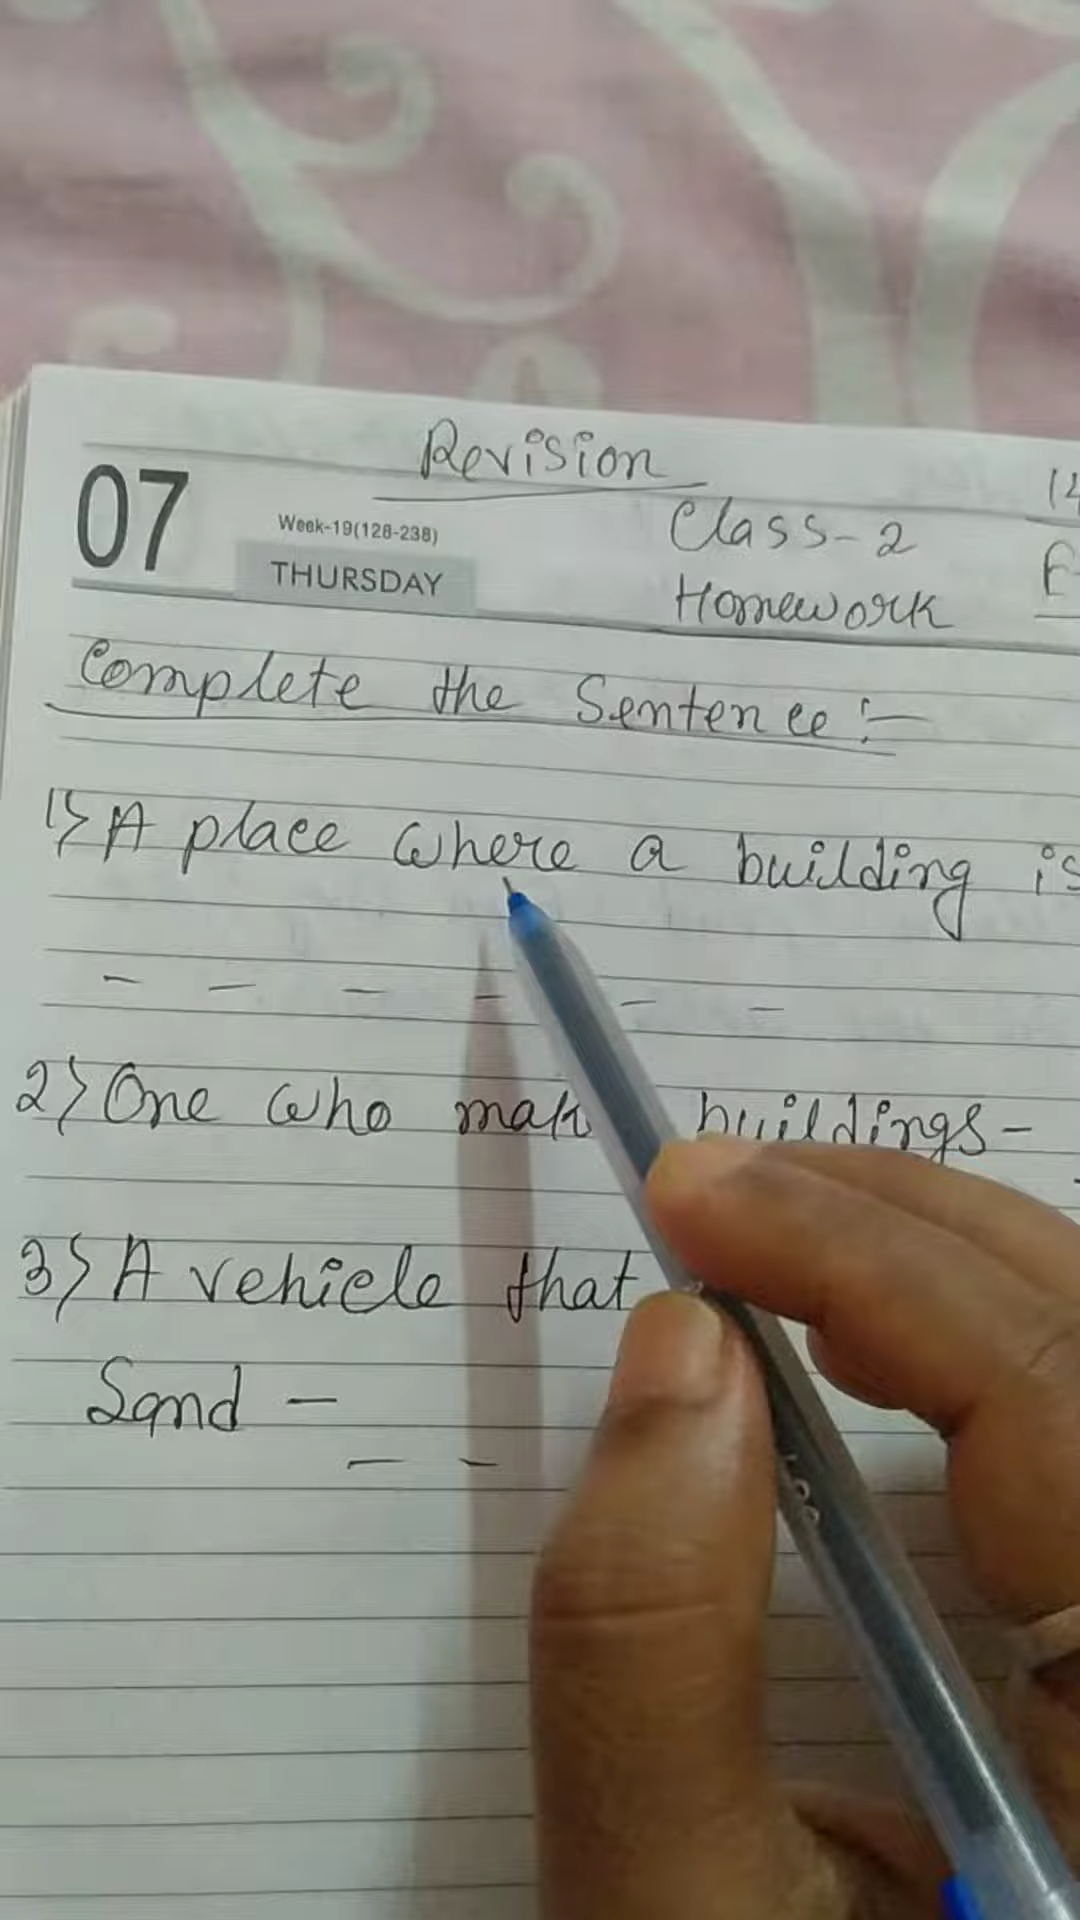 Revision
07
Week-19(128-238)
THURSDAY
Class-2
Homework
Complete the Sentence:-
1> A place where a building is
- - - - - -
2> One who buildings-
3> A vehicle that
Sand -
- -